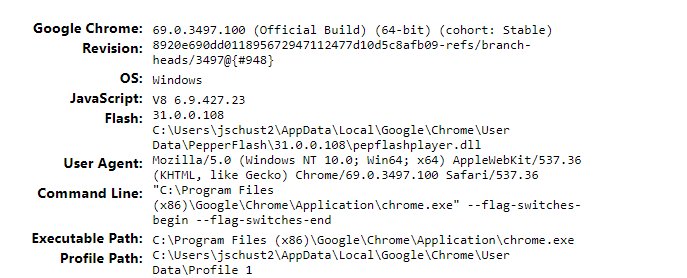 Google Chrome: 69.0.3497.100 (Official Build) (64-bit) (cohort: Stable)
Revision: 8920e690dd011895672947112477d10d5c8afb09-refs/branch-
heads/3497@{#948}
OS: Windows
JavaScript: V8 6.9.427.23
Flash: 31.0.0.108
C:\Users\jschust2\AppData\Local\Google\Chrome\User
Data\PepperFlash\31.0.0.108\pepflashplayer.dll
User Agent: Mozilla/5.0 (Windows NT 10.0; Win64; x64) AppleWebKit/537.36
(KHTML, like Gecko) Chrome/69.0.3497.100 Safari/537.36
Command Line: "C:\Program Files
(x86)\Google\Chrome\Application\chrome.exe" --flag-switches-
begin --flag-switches-end
Executable Path: C:\Program Files (x86)\Google\Chrome\Application\chrome.exe
Profile Path: C:\Users\jschust2\AppData\Local\Google\Chrome\User
Data\Profile 1